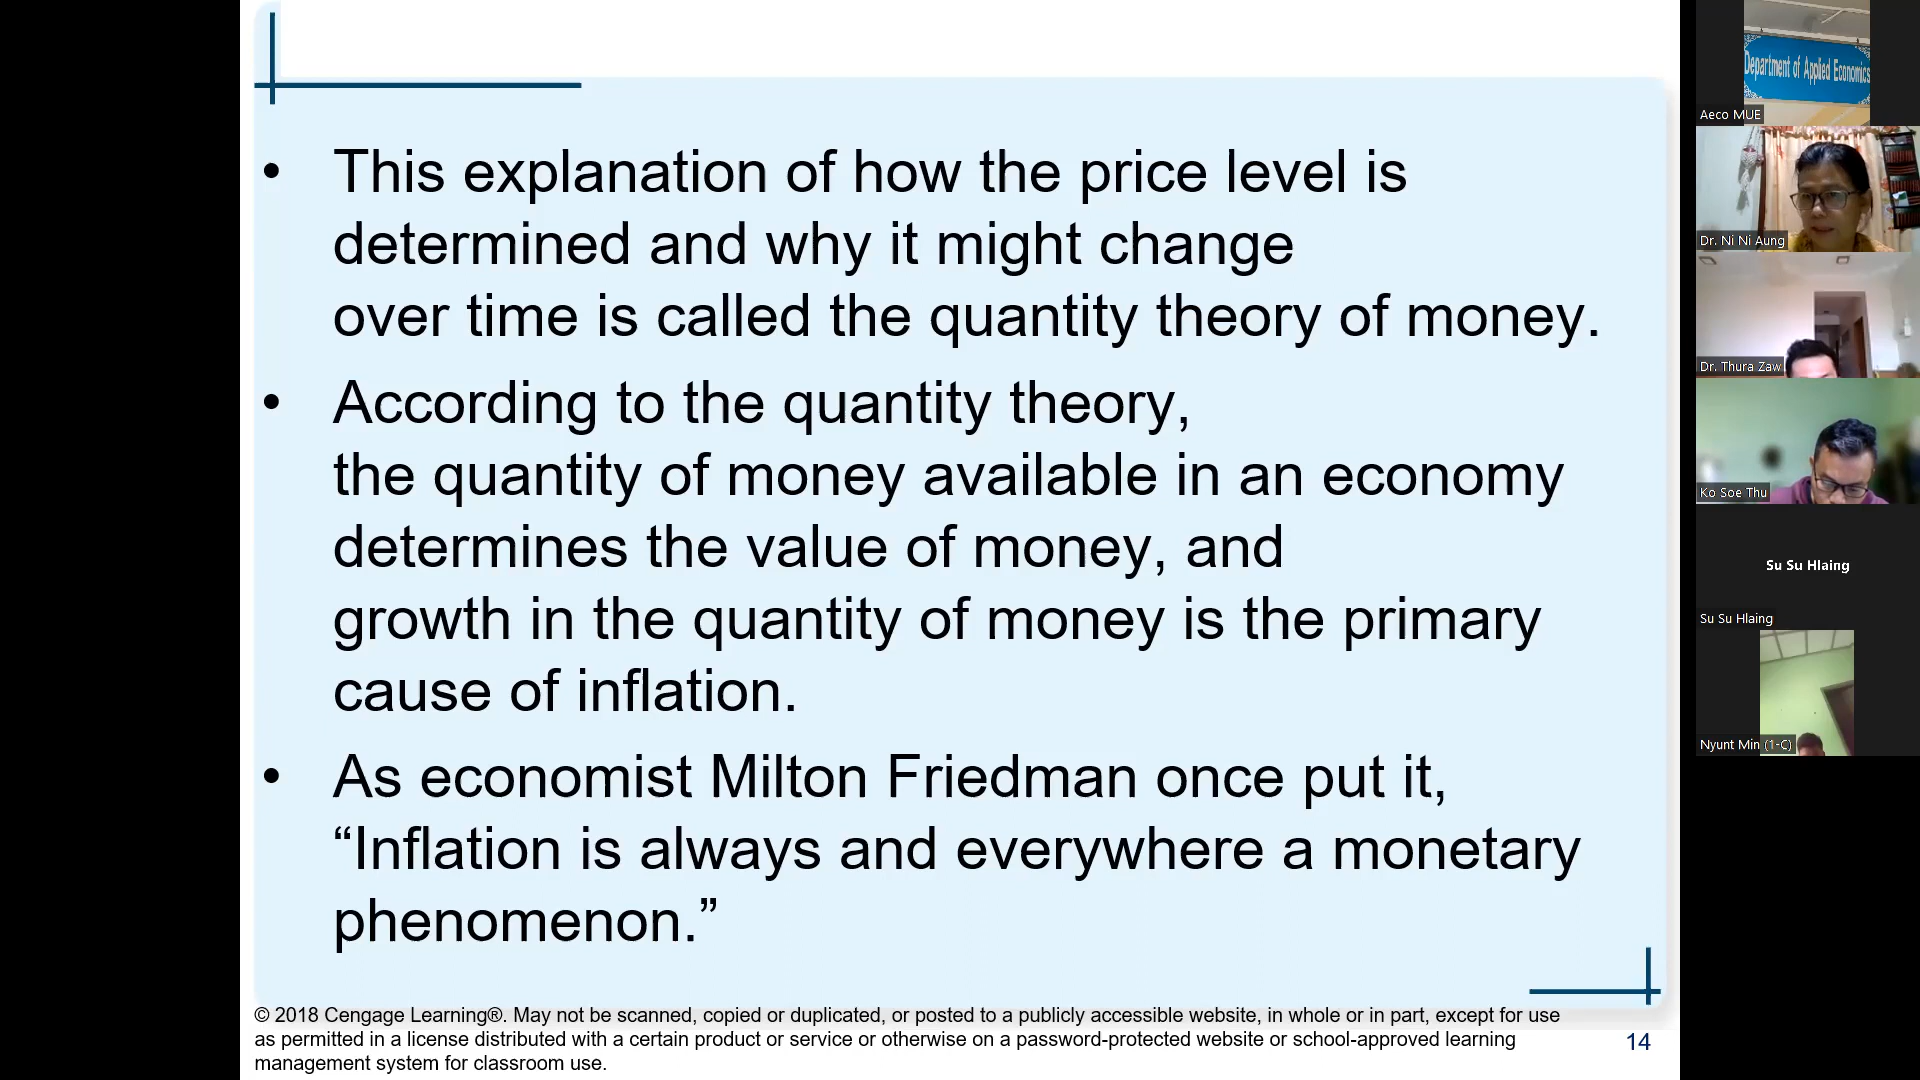 • This explanation of how the price level is
determined and why it might change
over time is called the quantity theory of money.
• According to the quantity theory,
the quantity of money available in an economy
determines the value of money, and
growth in the quantity of money is the primary
cause of inflation.
• As economist Milton Friedman once put it,
“Inflation is always and everywhere a monetary
phenomenon.”
© 2018 Cengage Learning®. May not be scanned, copied or duplicated, or posted to a publicly accessible website, in whole or in part, except for use
as permitted in a license distributed with a certain product or service or otherwise on a password-protected website or school-approved learning
management system for classroom use.
14
Department of Applied Economics
Aeco MUE
Dr. Ni Ni Aung
Dr. Thura Zaw
Ko Soe Thu
Su Su Hlaing
Su Su Hlaing
Nyunt Min (1-C)